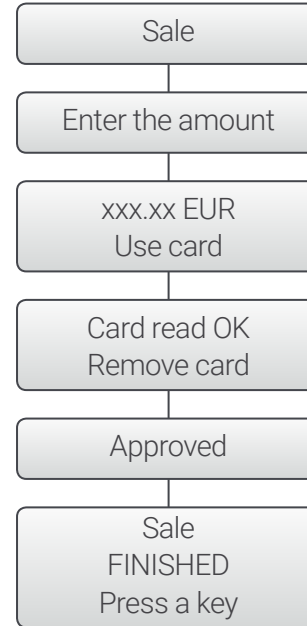 Sale
Enter the amount
xxx.xx EUR
Use card
Card read OK
Remove card
Approved
Sale
FINISHED
Press a key